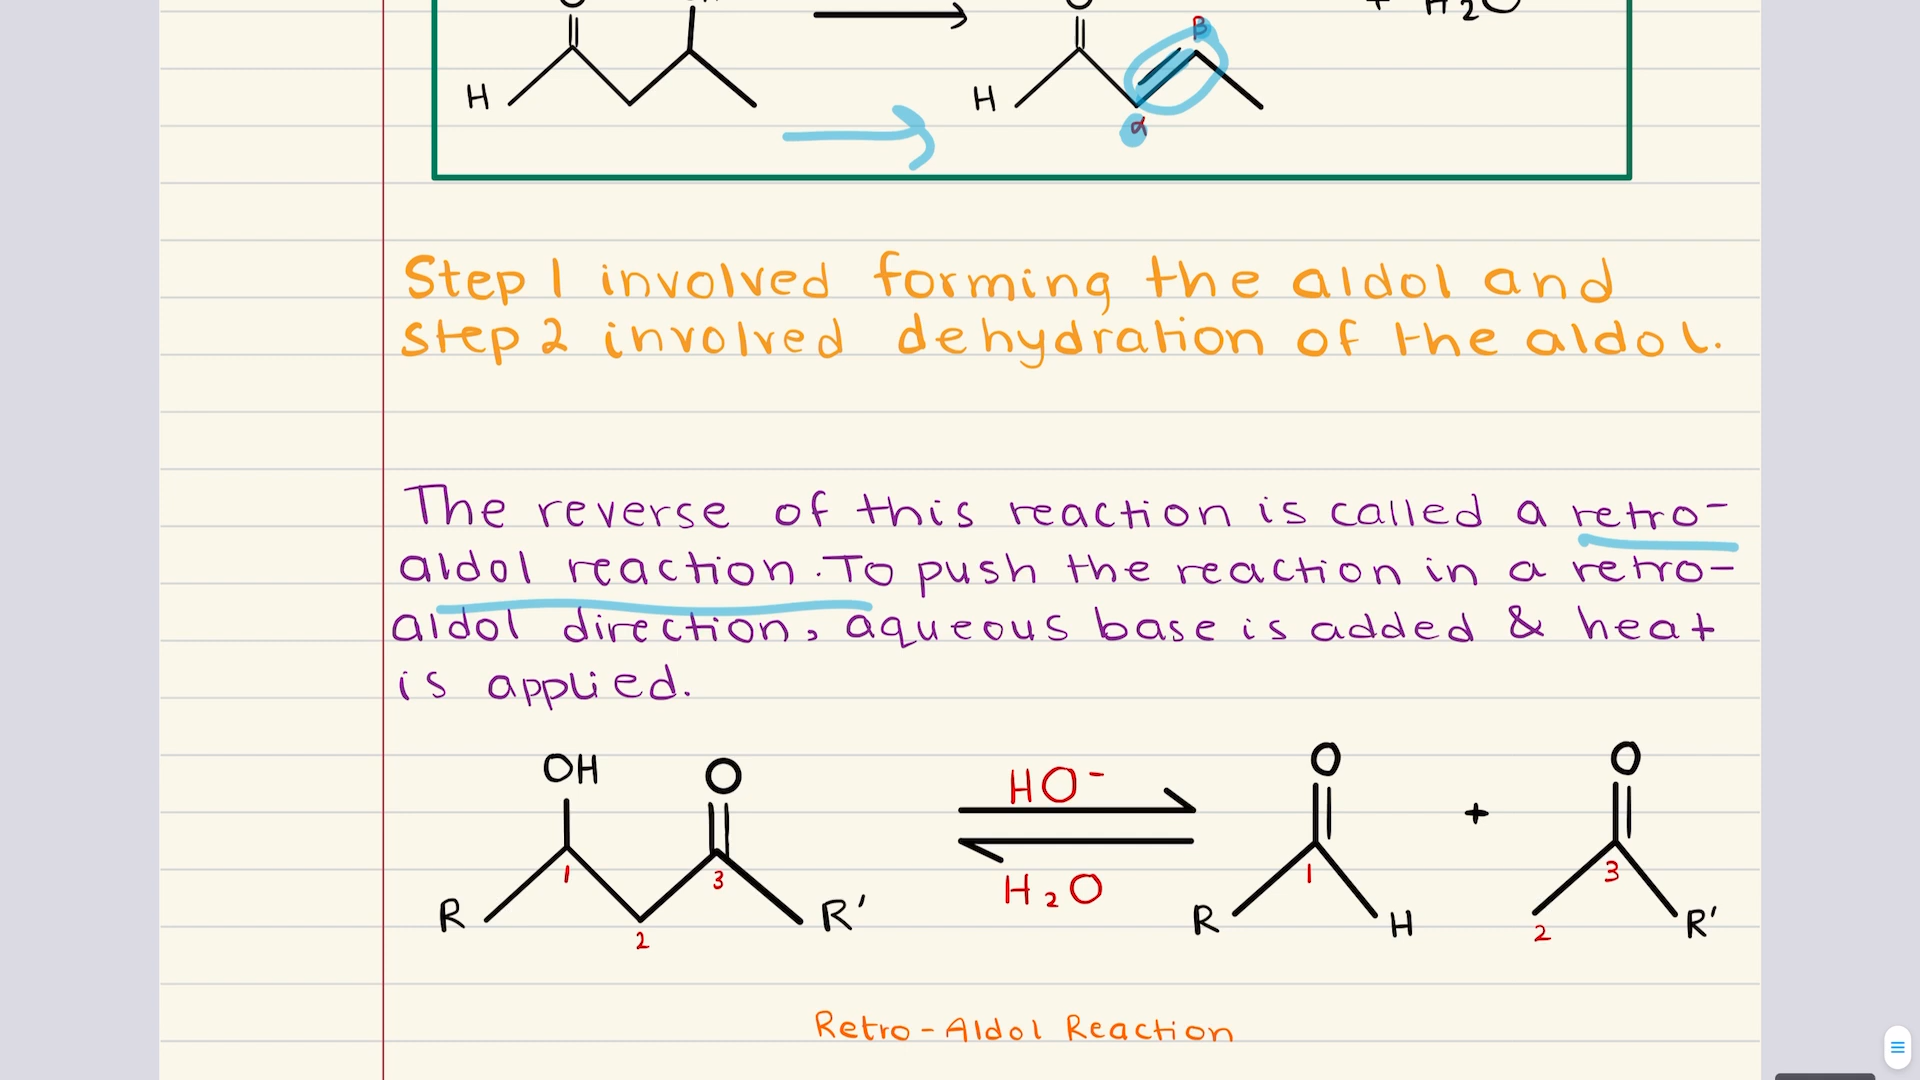 + H₂O
β
H
H
α
Step 1 involved forming the aldol and
step 2 involved dehydration of the aldol.
The reverse of this reaction is called a retro-
aldol reaction. To push the reaction in a retro-
aldol direction, aqueous base is added & heat
is applied.
OH O HO⁻ O + O
1 3 1 3
R R' H₂O R H R'
2 2
Retro-Aldol Reaction